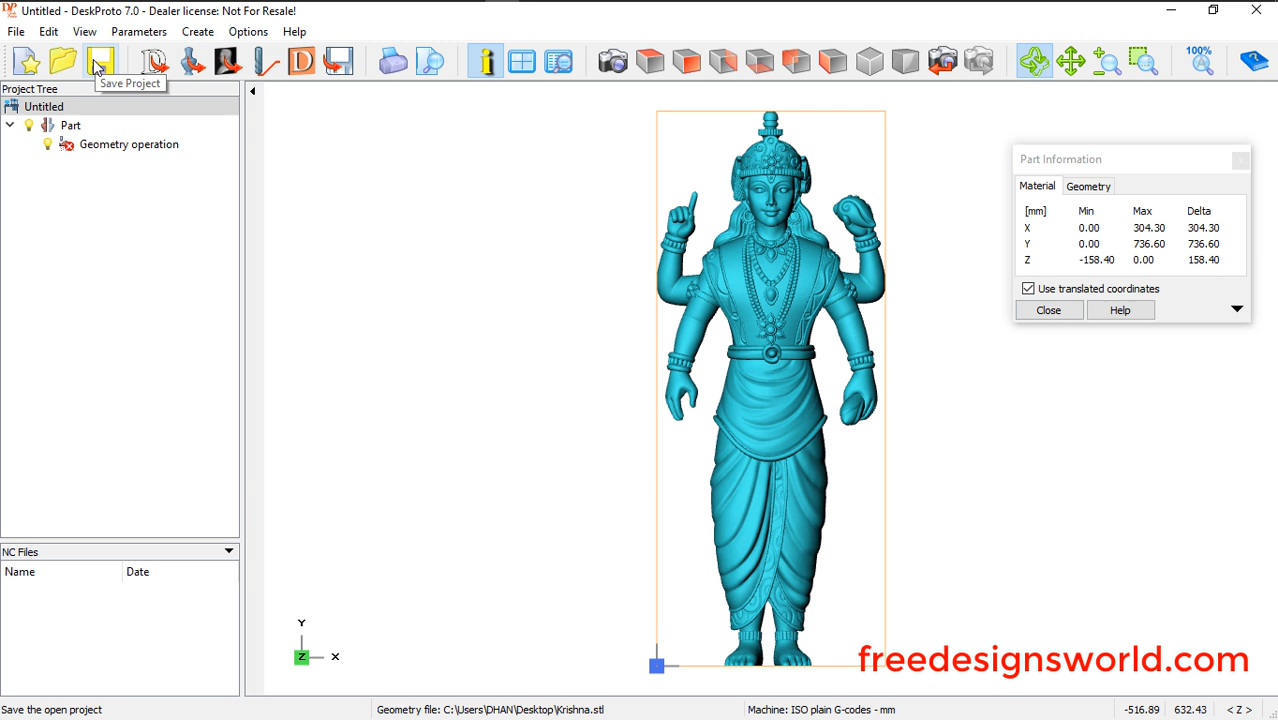 Untitled - DeskProto 7.0 - Dealer license: Not For Resale!
File Edit View Parameters Create Options Help
100%
Save Project
Project Tree
Untitled
Part
Geometry operation
Part Information
Material Geometry
[mm] Min Max Delta
X 0.00 304.30 304.30
Y 0.00 736.60 736.60
Z -158.40 0.00 158.40
Use translated coordinates
Close Help
NC Files
Name Date
Y
Z X
freedesignsworld.com
Save the open project Geometry file: C:\Users\DHAN\Desktop\Krishna.stl Machine: ISO plain G-codes - mm -516.89 632.43 < Z >